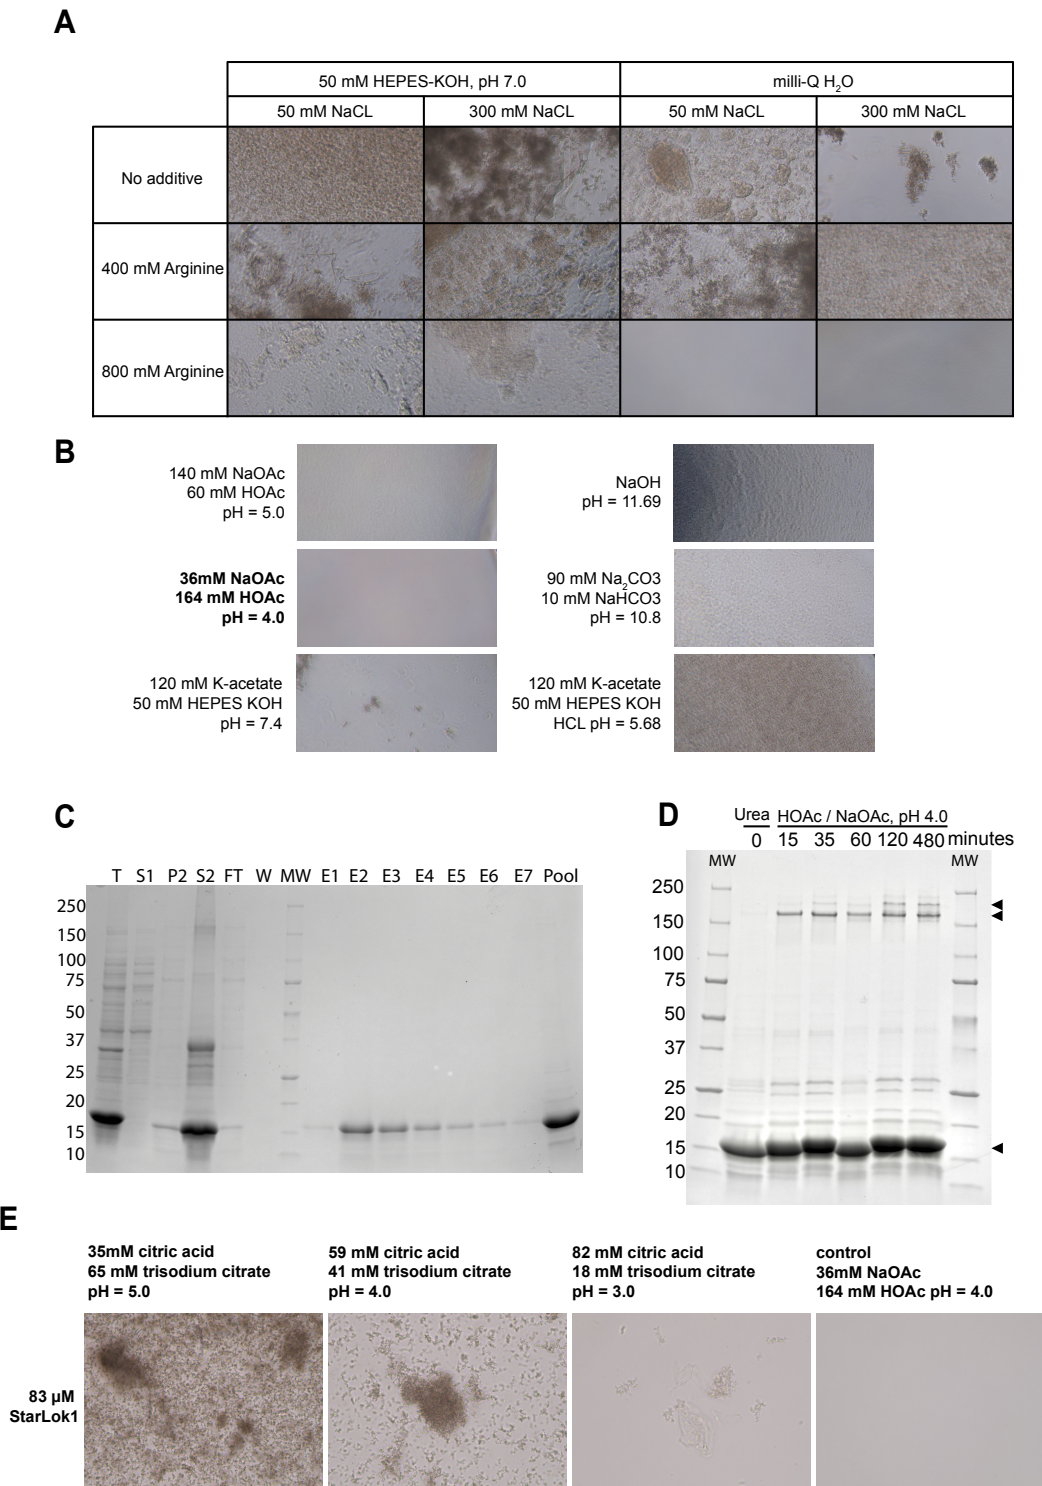 A
50 mM HEPES-KOH, pH 7.0 milli-Q H2O
50 mM NaCL 300 mM NaCL 50 mM NaCL 300 mM NaCL
No additive
400 mM Arginine
800 mM Arginine
B
140 mM NaOAc
60 mM HOAc
pH = 5.0
NaOH
pH = 11.69
36mM NaOAc
164 mM HOAc
pH = 4.0
90 mM Na2CO3
10 mM NaHCO3
pH = 10.8
120 mM K-acetate
50 mM HEPES KOH
pH = 7.4
120 mM K-acetate
50 mM HEPES KOH
HCL pH = 5.68
C
T S1 P2 S2 FT W MW E1 E2 E3 E4 E5 E6 E7 Pool
250
150
100
75
50
37
25
20
15
10
D
Urea HOAc / NaOAc, pH 4.0
0 15 35 60 120 480 minutes
MW MW
250
150
100
75
50
37
25
20
15
10
E
35mM citric acid
65 mM trisodium citrate
pH = 5.0
59 mM citric acid
41 mM trisodium citrate
pH = 4.0
82 mM citric acid
18 mM trisodium citrate
pH = 3.0
control
36mM NaOAc
164 mM HOAc pH = 4.0
83 µM
StarLok1